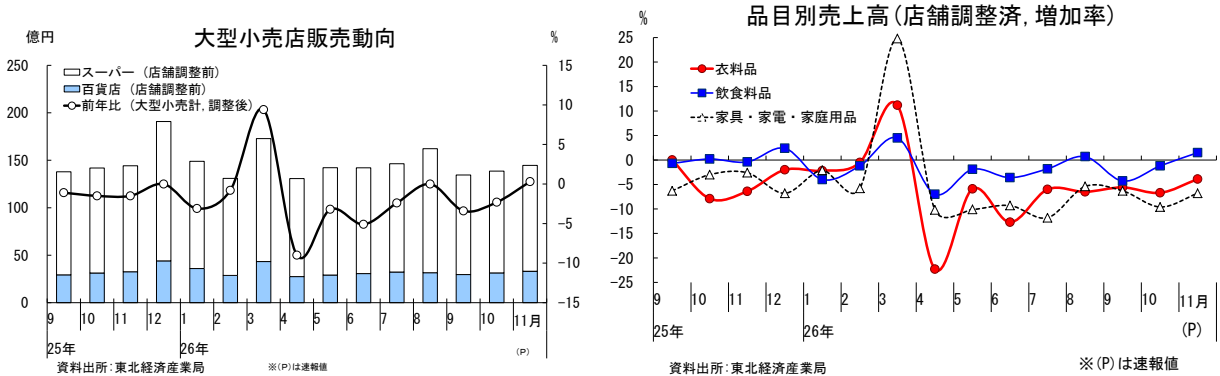 大型小売店販売動向
億円
%
250
200
150
100
50
0
15
10
5
0
-5
-10
-15
スーパー（店舗調整前）
百貨店（店舗調整前）
前年比（大型小売計，調整後）
9 10 11 12 1 2 3 4 5 6 7 8 9 10 11月
25年 26年
(P)
資料出所：東北経済産業局
※(P)は速報値
品目別売上高（店舗調整済，増加率）
%
25
20
15
10
5
0
-5
-10
-15
-20
-25
衣料品
飲食料品
家具・家電・家庭用品
9 10 11 12 1 2 3 4 5 6 7 8 9 10 11月
25年 26年
(P)
資料出所：東北経済産業局
※(P)は速報値